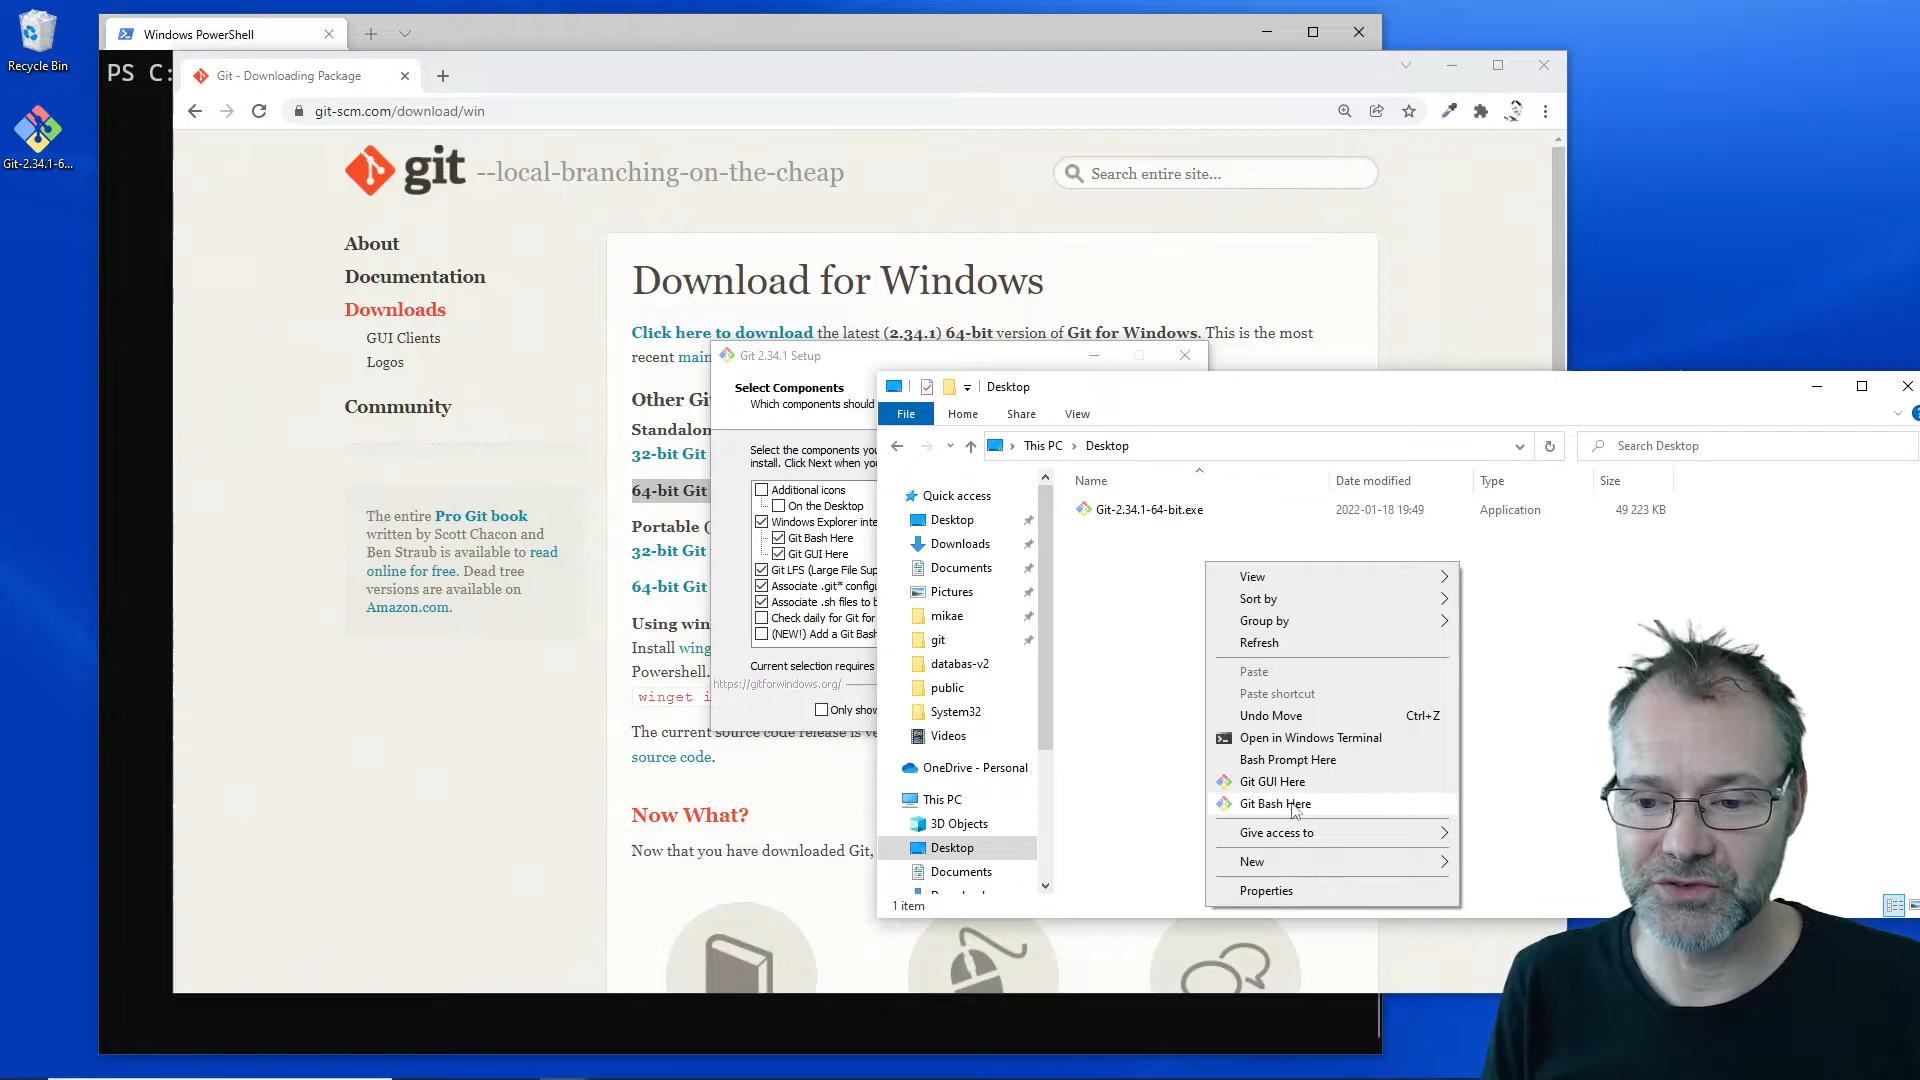 Recycle Bin
Git-2.34.1-6...
Windows PowerShell
PS C:
Git - Downloading Package
git-scm.com/download/win
git --local-branching-on-the-cheap
Search entire site...
About
Documentation
Downloads
GUI Clients
Logos
Community
The entire Pro Git book
written by Scott Chacon and
Ben Straub is available to read
online for free. Dead tree
versions are available on
Amazon.com.
Download for Windows
Click here to download the latest (2.34.1) 64-bit version of Git for Windows. This is the most
recent main
Other Gi
Standalon
32-bit Git
64-bit Git
Portable (
32-bit Git
64-bit Git
Using win
Install wing
Powershell.
winget i
The current source code release is ve
source code.
Now What?
Now that you have downloaded Git,
Git 2.34.1 Setup
Select Components
Which components should
Select the components you
install. Click Next when you
Additional icons
On the Desktop
Windows Explorer inte
Git Bash Here
Git GUI Here
Git LFS (Large File Sup
Associate .git* configu
Associate .sh files to b
Check daily for Git for
(NEW!) Add a Git Bash
Current selection requires
https://gitforwindows.org/
Only show
Desktop
File Home Share View
This PC Desktop
Search Desktop
Quick access
Desktop
Downloads
Documents
Pictures
mikae
git
databas-v2
public
System32
Videos
OneDrive - Personal
This PC
3D Objects
Desktop
Documents
1 item
Name Date modified Type Size
Git-2.34.1-64-bit.exe 2022-01-18 19:49 Application 49 223 KB
View
Sort by
Group by
Refresh
Paste
Paste shortcut
Undo Move Ctrl+Z
Open in Windows Terminal
Bash Prompt Here
Git GUI Here
Git Bash Here
Give access to
New
Properties